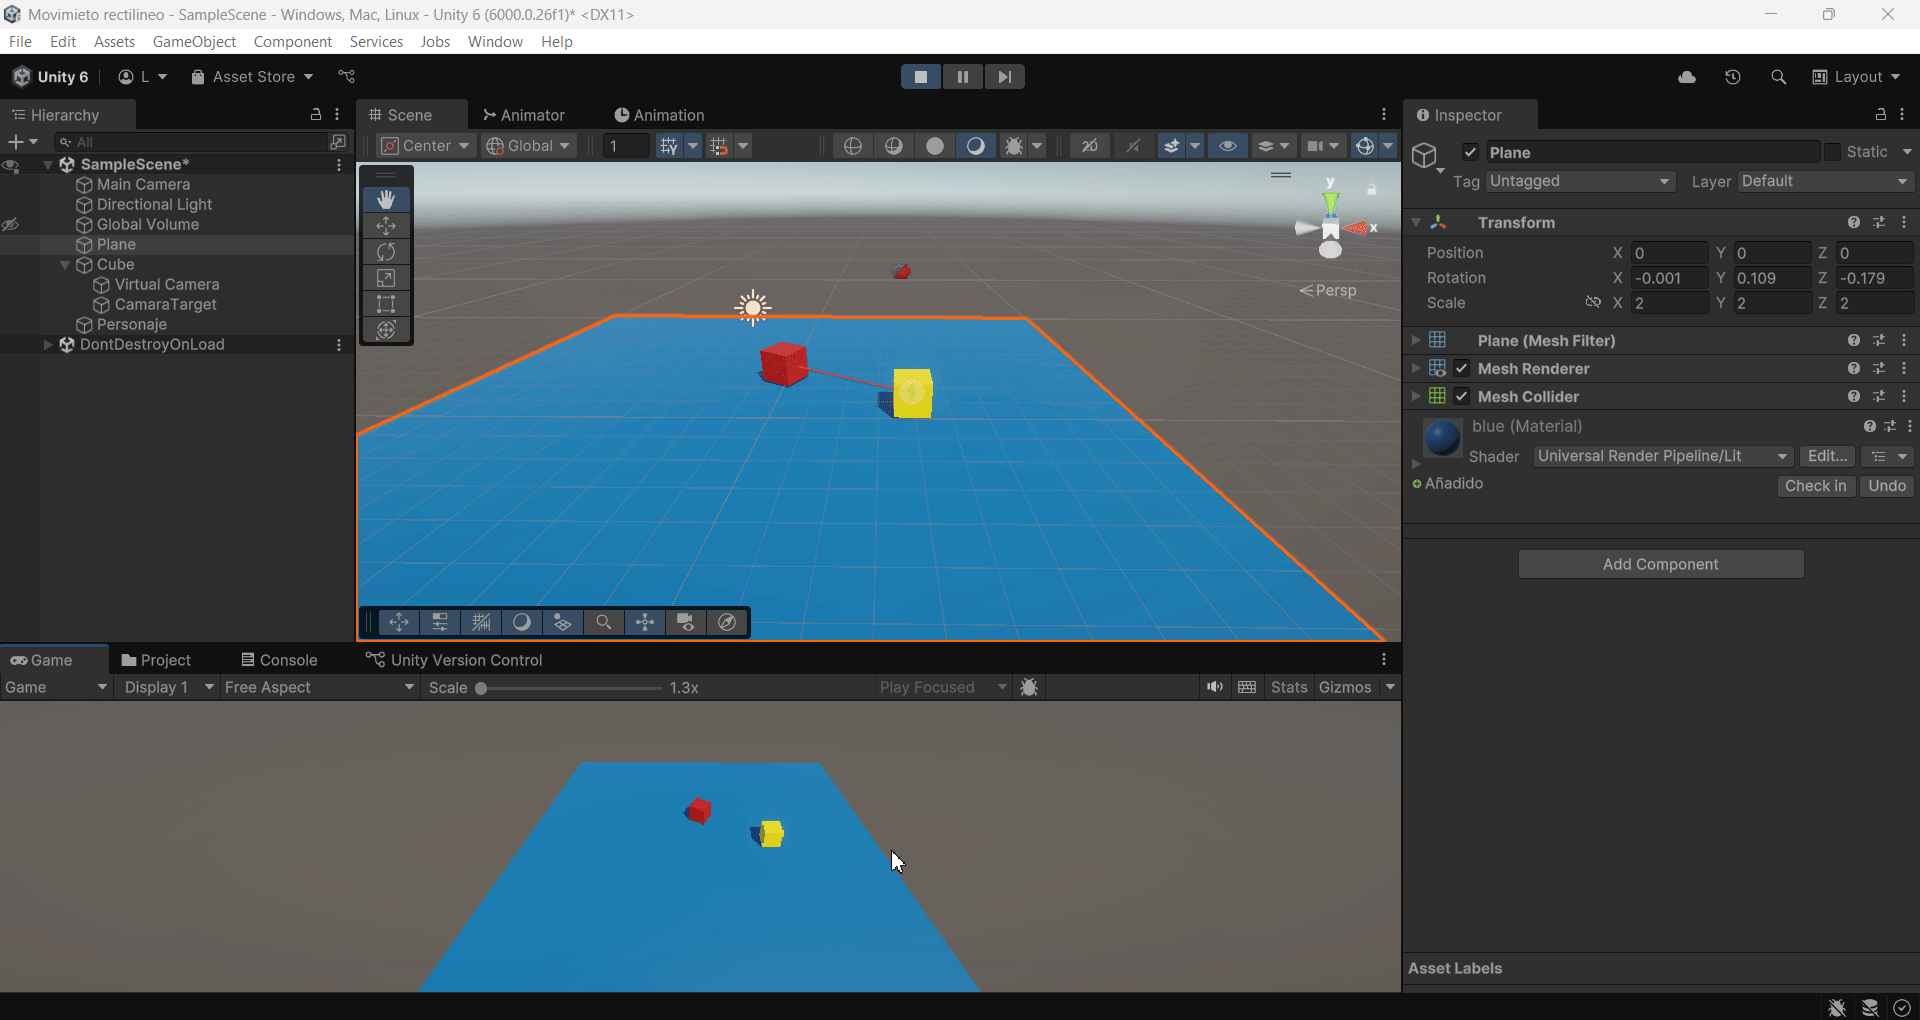 Movimieto rectilineo - SampleScene - Windows, Mac, Linux - Unity 6 (6000.0.26f1)* <DX11>
File Edit Assets GameObject Component Services Jobs Window Help
Unity 6 L Asset Store Layout
Hierarchy
All
SampleScene*
Main Camera
Directional Light
Global Volume
Plane
Cube
Virtual Camera
CamaraTarget
Personaje
DontDestroyOnLoad
Scene Animator Animation
Center Global 1 2D
y
x
Persp
Inspector
Plane Static
Tag Untagged Layer Default
Transform
Position X 0 Y 0 Z 0
Rotation X -0.001 Y 0.109 Z -0.179
Scale X 2 Y 2 Z 2
Plane (Mesh Filter)
Mesh Renderer
Mesh Collider
blue (Material)
Shader Universal Render Pipeline/Lit Edit...
Añadido Check in Undo
Add Component
Asset Labels
Game Project Console Unity Version Control
Game Display 1 Free Aspect Scale 1.3x Play Focused Stats Gizmos